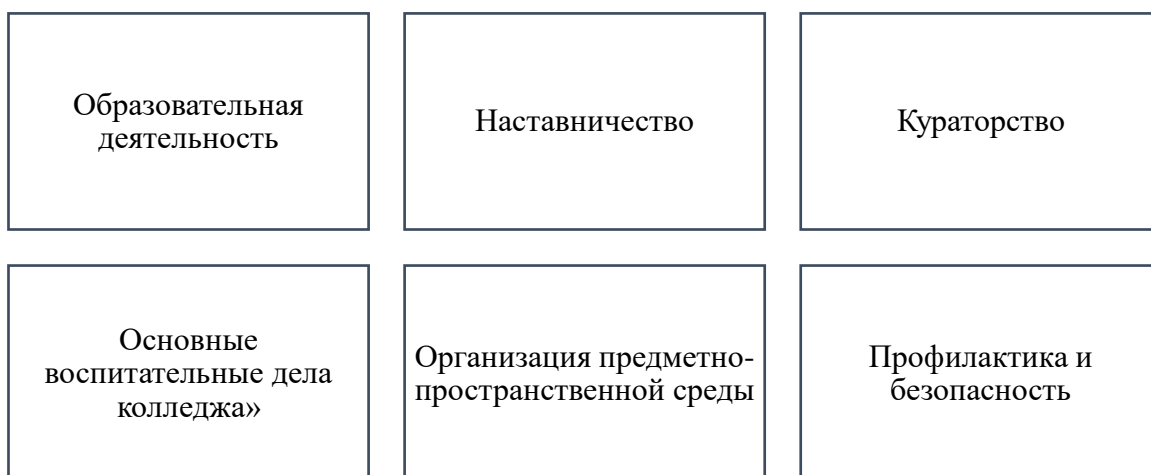 Образовательная
деятельность
Наставничество
Кураторство
Основные
воспитательные дела
колледжа»
Организация предметно-
пространственной среды
Профилактика и
безопасность